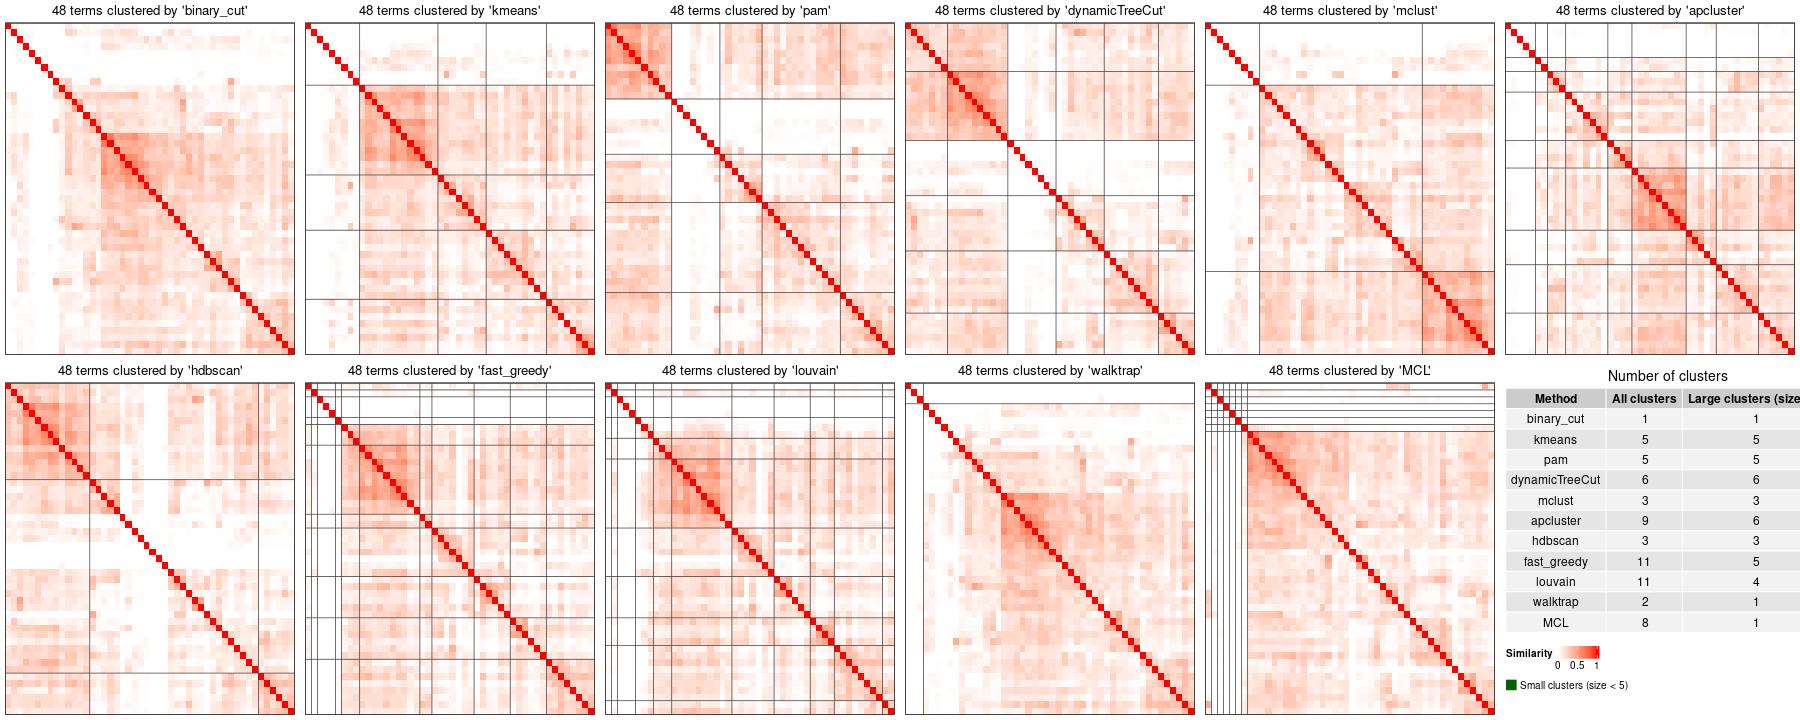 48 terms clustered by 'binary_cut'
48 terms clustered by 'kmeans'
48 terms clustered by 'pam'
48 terms clustered by 'dynamicTreeCut'
48 terms clustered by 'mclust'
48 terms clustered by 'apcluster'
48 terms clustered by 'hdbscan'
48 terms clustered by 'fast_greedy'
48 terms clustered by 'louvain'
48 terms clustered by 'walktrap'
48 terms clustered by 'MCL'
Number of clusters
Method All clusters Large clusters (size
binary_cut 1 1
kmeans 5 5
pam 5 5
dynamicTreeCut 6 6
mclust 3 3
apcluster 9 6
hdbscan 3 3
fast_greedy 11 5
louvain 11 4
walktrap 2 1
MCL 8 1
Similarity
0 0.5 1
Small clusters (size < 5)